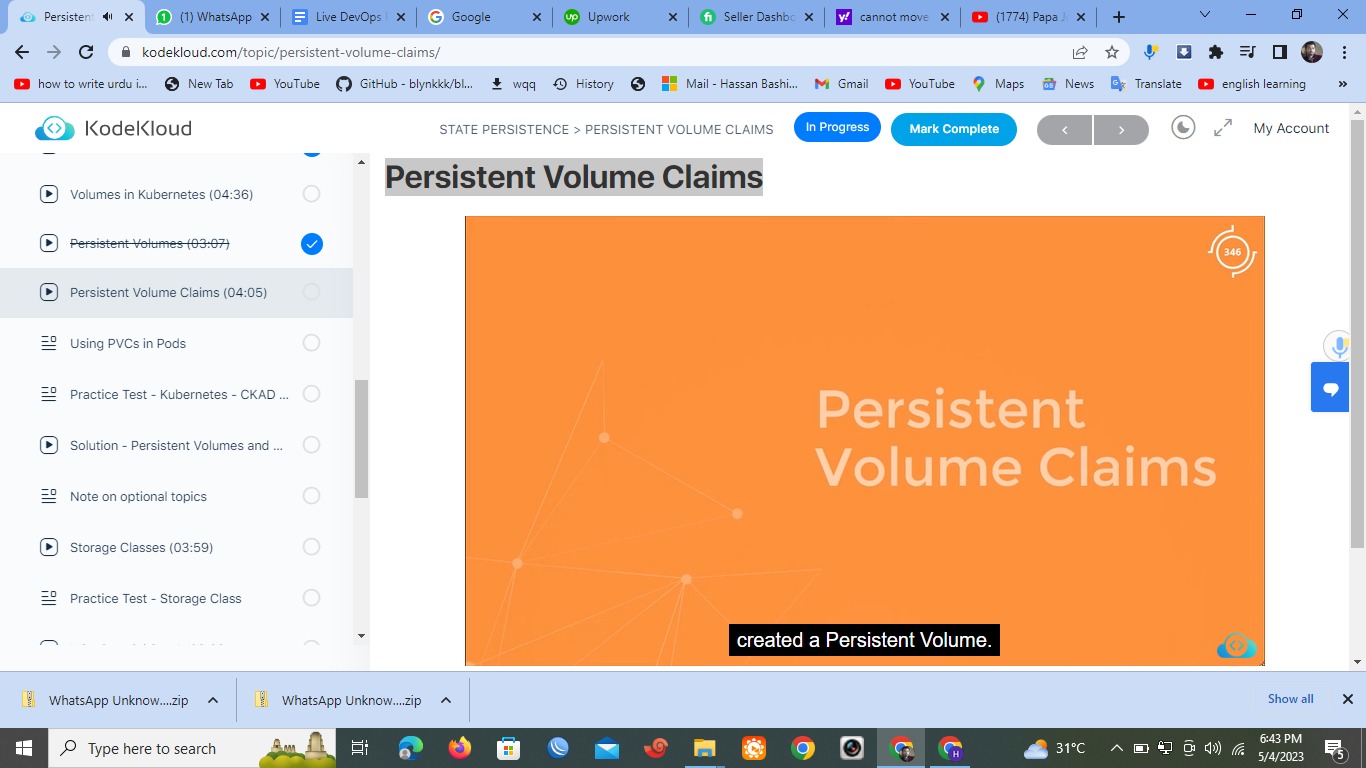 Persistent
(1) WhatsApp
Live DevOps
Google
Upwork
Seller Dashbo
cannot move
(1774) Papa J
kodekloud.com/topic/persistent-volume-claims/
how to write urdu i...
New Tab
YouTube
GitHub - blynkkk/bl...
wqq
History
Mail - Hassan Bashi...
Gmail
YouTube
Maps
News
Translate
english learning
»
KodeKloud
STATE PERSISTENCE > PERSISTENT VOLUME CLAIMS
In Progress
Mark Complete
My Account
Volumes in Kubernetes (04:36)
Persistent Volumes (03:07)
Persistent Volume Claims (04:05)
Using PVCs in Pods
Practice Test - Kubernetes - CKAD ...
Solution - Persistent Volumes and ...
Note on optional topics
Storage Classes (03:59)
Practice Test - Storage Class
Persistent Volume Claims
346
Persistent
Volume Claims
created a Persistent Volume.
WhatsApp Unknow....zip
WhatsApp Unknow....zip
Show all
Type here to search
31°C
6:43 PM
5/4/2023
5